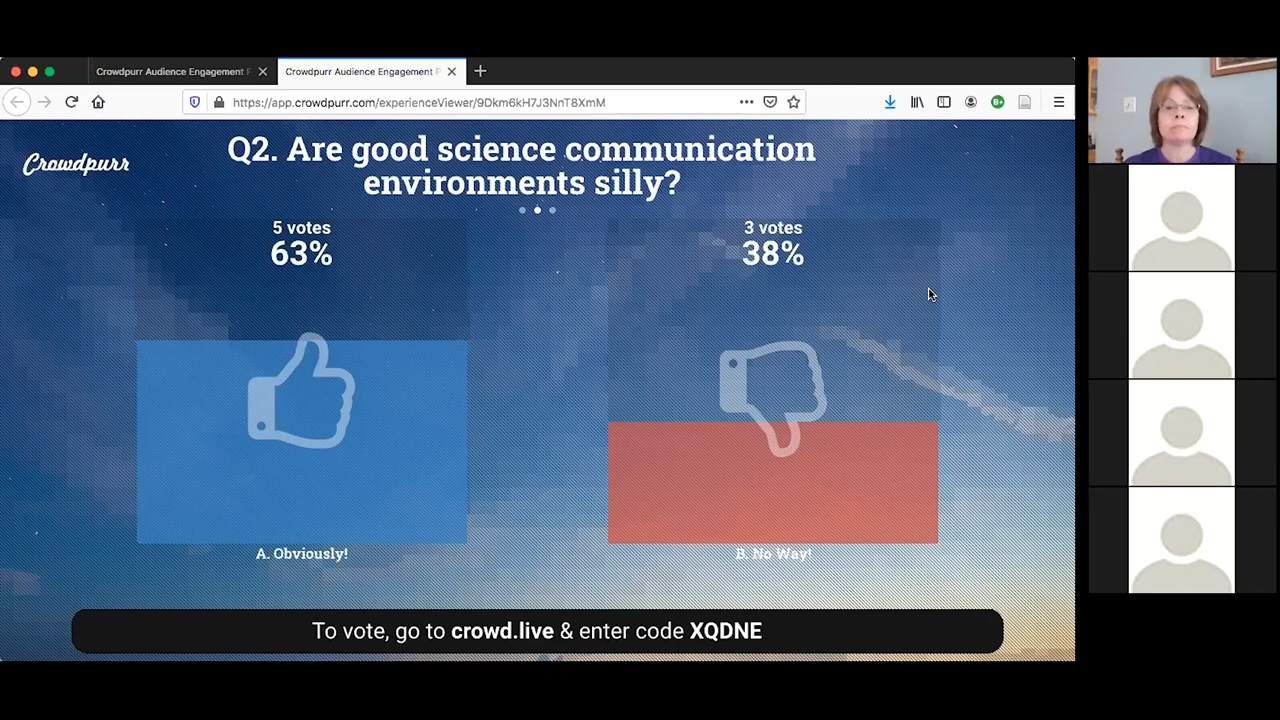 Crowdpurr Audience Engagement P
Crowdpurr Audience Engagement P
https://app.crowdpurr.com/experienceViewer/9Dkm6kH7J3NnT8XmM
Crowdpurr
Q2. Are good science communication
environments silly?
5 votes
63%
3 votes
38%
A. Obviously!
B. No Way!
To vote, go to crowd.live & enter code XQDNE